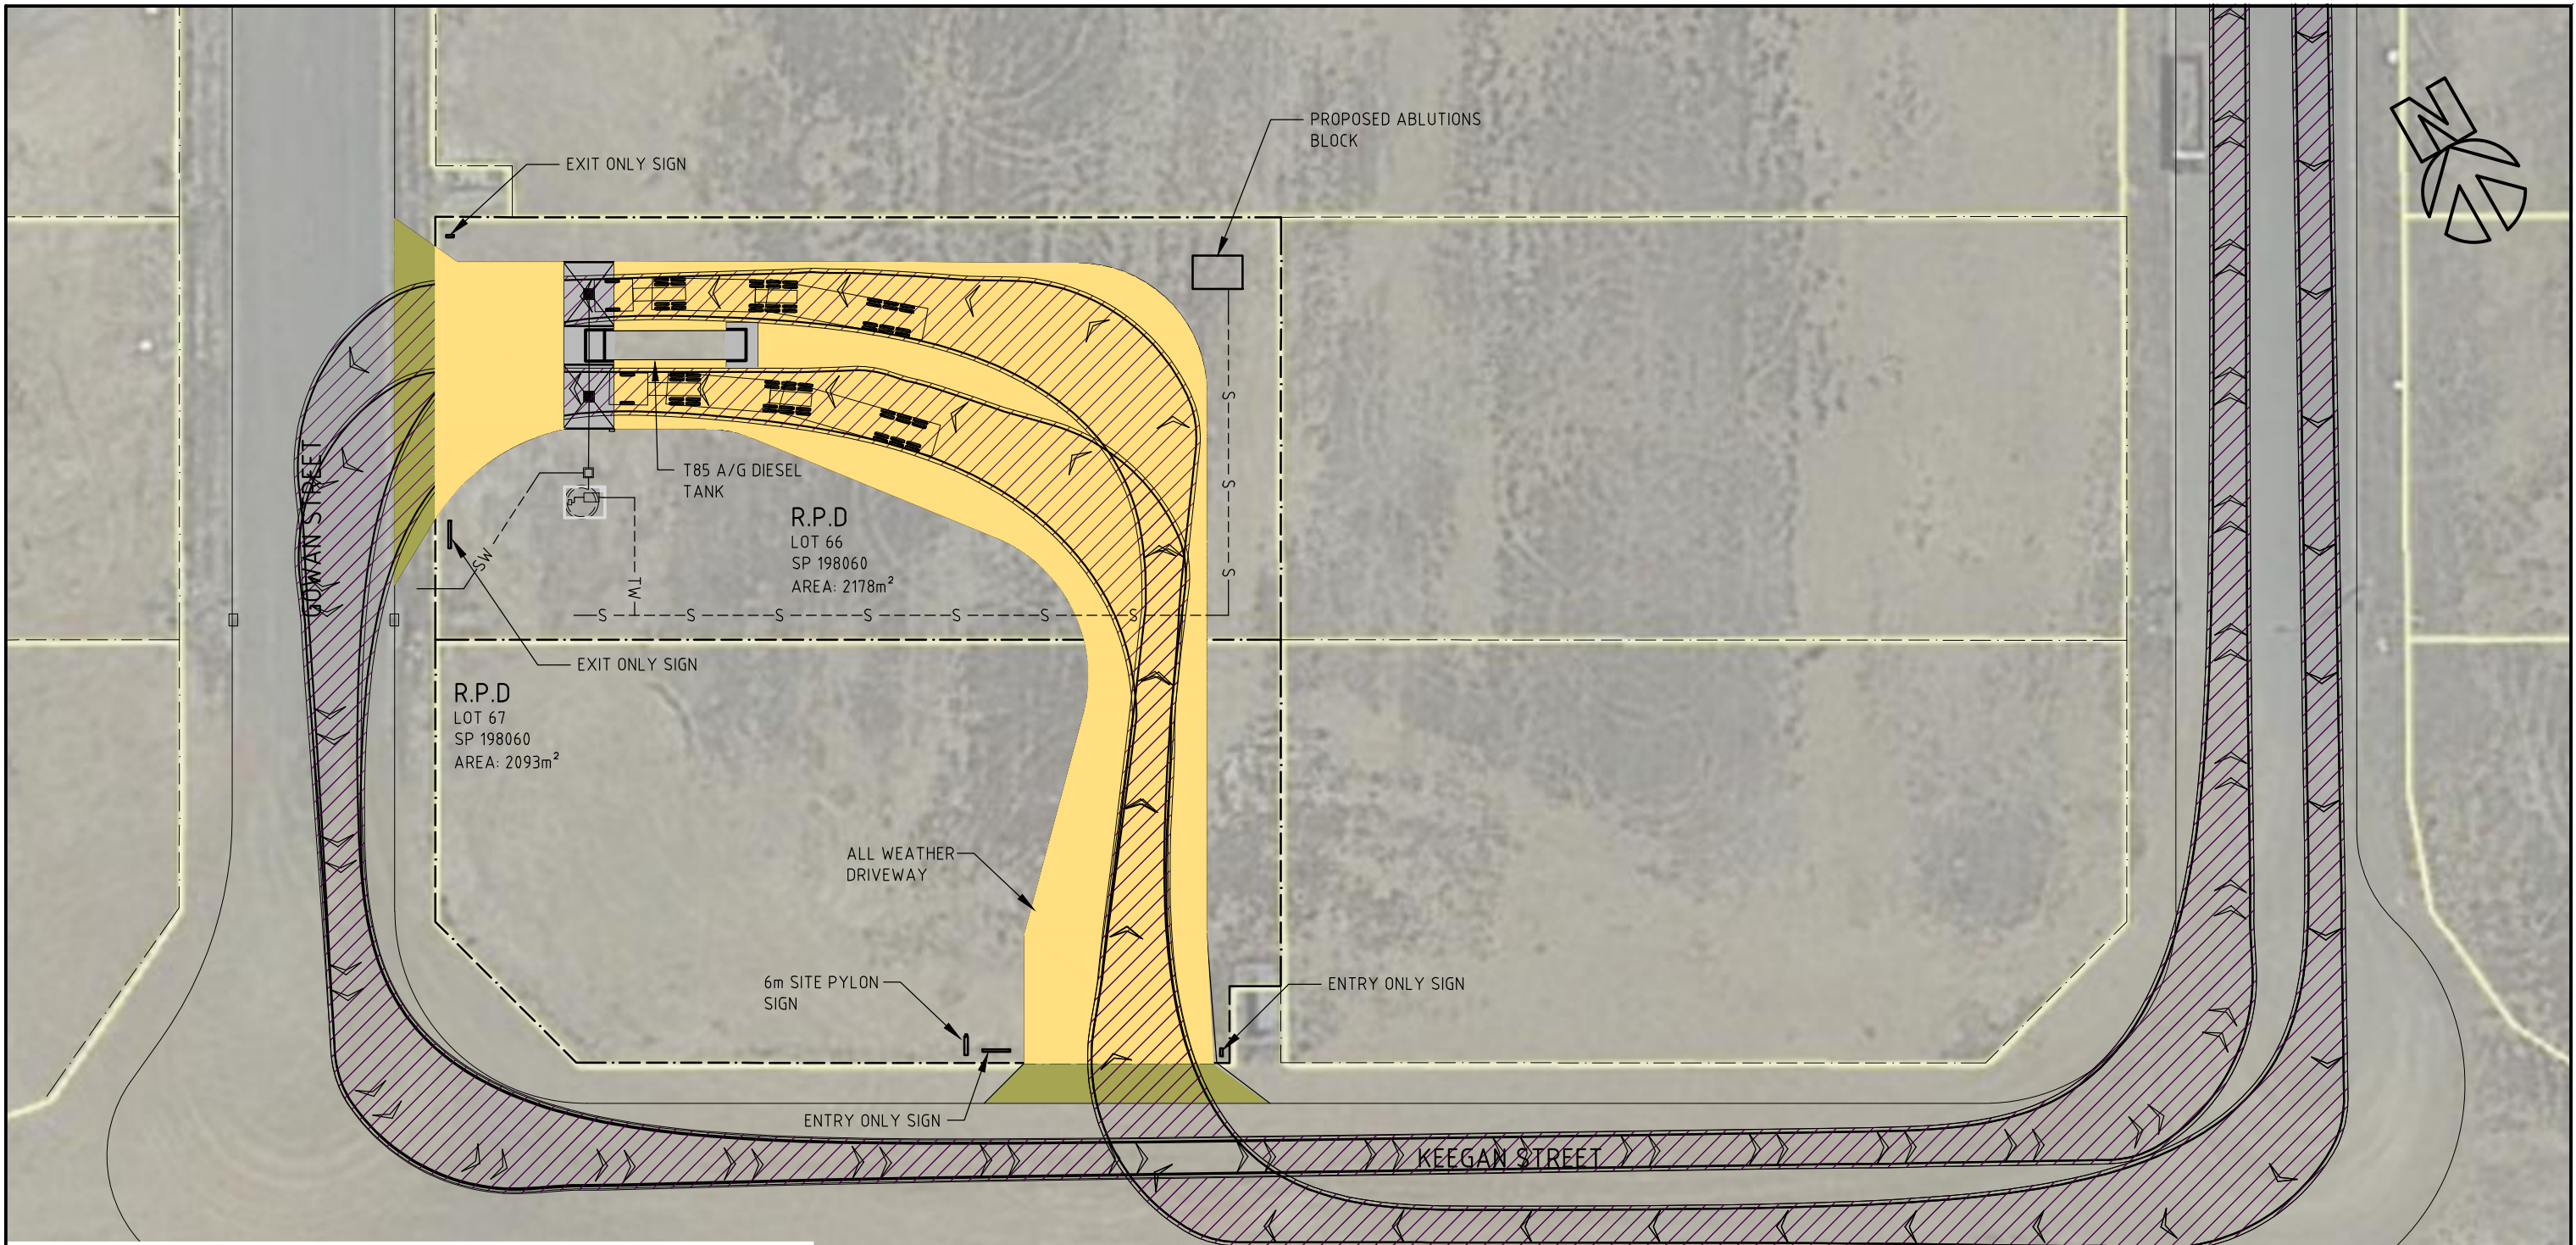 N
PROPOSED ABLUTIONS
BLOCK
EXIT ONLY SIGN
GOWAN STREET
T85 A/G DIESEL
TANK
R.P.D
LOT 66
SP 198060
AREA: 2178m²
S
S
S
SW
TW
S
S
S
S
S
S
S
EXIT ONLY SIGN
R.P.D
LOT 67
SP 198060
AREA: 2093m²
ALL WEATHER
DRIVEWAY
6m SITE PYLON
SIGN
ENTRY ONLY SIGN
ENTRY ONLY SIGN
KEEGAN STREET